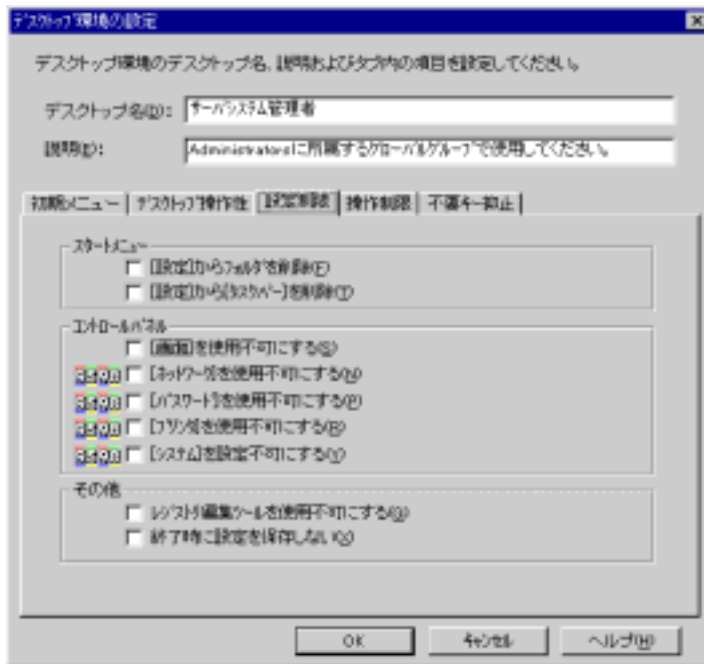 デスクトップ環境の設定
デスクトップ環境のデスクトップ名、説明およびタブ内の項目を設定してください。
デスクトップ名(D): サーバシステム管理者
説明(E): Administratorsに所属するグローバルグループで使用してください。
初期メニュー デスクトップ操作性 設定制限 操作制限 不要キー抑止
スタートメニュー
[設定]からフォルダを削除(F)
[設定]から[タスクバー]を削除(T)
コントロールパネル
[画面]を使用不可にする(S)
[ネットワーク]を使用不可にする(N)
[パスワード]を使用不可にする(P)
[プリンタ]を使用不可にする(R)
[システム]を設定不可にする(Y)
その他
レジストリ編集ツールを使用不可にする(G)
終了時に設定を保存しない(X)
OK キャンセル ヘルプ(H)